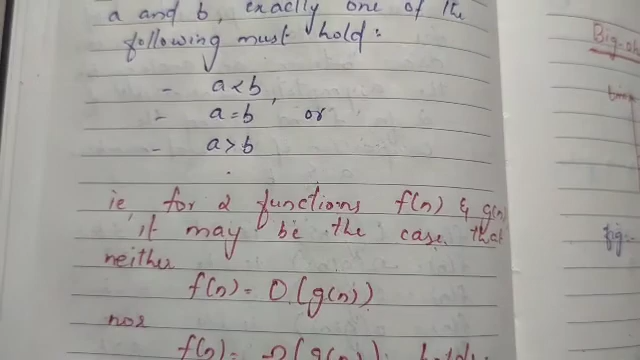 a and b, exactly one of the
following must hold:
- a<b,
- a=b or
- a>b
ie for 2 functions f(n) & g(n)
it may be the case that
neither
f(n) = O(g(n))
nor
f(n) = Ω(g(n)) holds
Big-oh
fig:-